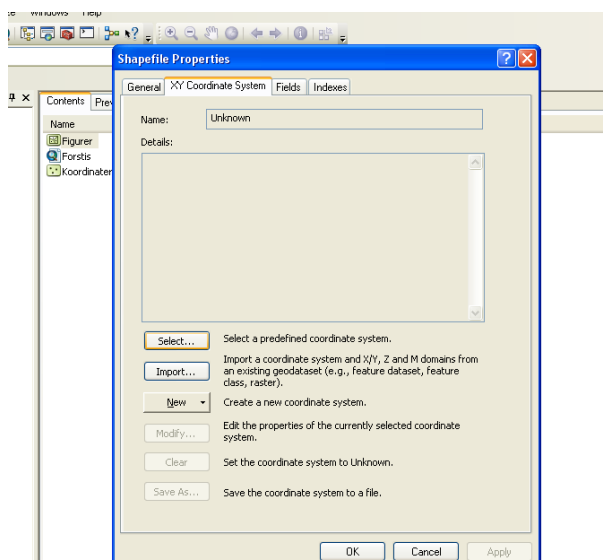 Windows Help
Shapefile Properties
General XY Coordinate System Fields Indexes
Contents Prev
Name: Unknown
Name
Details:
Figurer
Forstis
Koordinater
Select... Select a predefined coordinate system.
Import... Import a coordinate system and X/Y, Z and M domains from
an existing geodataset (e.g., feature dataset, feature
class, raster).
New Create a new coordinate system.
Modify... Edit the properties of the currently selected coordinate
system.
Clear Set the coordinate system to Unknown.
Save As... Save the coordinate system to a file.
OK Cancel Apply